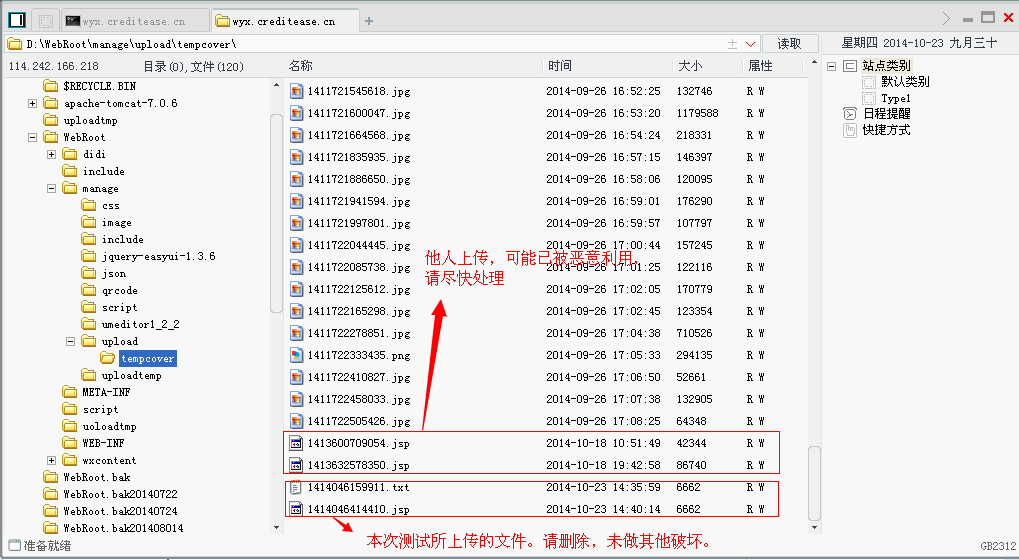 wyx.creditease.cn
wyx.creditease.cn
D:\WebRoot\manage\upload\tempcover\
读取
星期四 2014-10-23 九月三十
114.242.166.218
目录(0),文件(120)
名称 时间 大小 属性
$RECYCLE.BIN
apache-tomcat-7.0.6
uploadtmp
WebRoot
didi
include
manage
css
image
include
jquery-easyui-1.3.6
json
qrcode
script
umeditor1_2_2
upload
tempcover
uploadtemp
META-INF
script
uoloadtmp
WEB-INF
wxcontent
WebRoot.bak
WebRoot.bak20140722
WebRoot.bak20140724
WebRoot.bak201408014
1411721545618.jpg 2014-09-26 16:52:25 132746 R W
1411721600047.jpg 2014-09-26 16:53:20 1179588 R W
1411721664568.jpg 2014-09-26 16:54:24 218331 R W
1411721835935.jpg 2014-09-26 16:57:15 146397 R W
1411721886650.jpg 2014-09-26 16:58:06 120095 R W
1411721941594.jpg 2014-09-26 16:59:01 176290 R W
1411721997801.jpg 2014-09-26 16:59:57 107797 R W
1411722044445.jpg 2014-09-26 17:00:44 157245 R W
1411722085738.jpg 2014-09-26 17:01:25 122116 R W
1411722125612.jpg 2014-09-26 17:02:05 170779 R W
1411722165298.jpg 2014-09-26 17:02:45 123354 R W
1411722278851.jpg 2014-09-26 17:04:38 710526 R W
1411722333435.png 2014-09-26 17:05:33 294135 R W
1411722410827.jpg 2014-09-26 17:06:50 52661 R W
1411722458033.jpg 2014-09-26 17:07:38 132905 R W
1411722505426.jpg 2014-09-26 17:08:25 64348 R W
1413600709054.jsp 2014-10-18 10:51:49 42344 R W
1413632578350.jsp 2014-10-18 19:42:58 86740 R W
1414046159911.txt 2014-10-23 14:35:59 6662 R W
1414046414410.jsp 2014-10-23 14:40:14 6662 R W
他人上传，可能已被恶意利用，
请尽快处理
本次测试所上传的文件。请删除，未做其他破坏。
站点类别
默认类别
Type1
日程提醒
快捷方式
准备就绪
GB2312